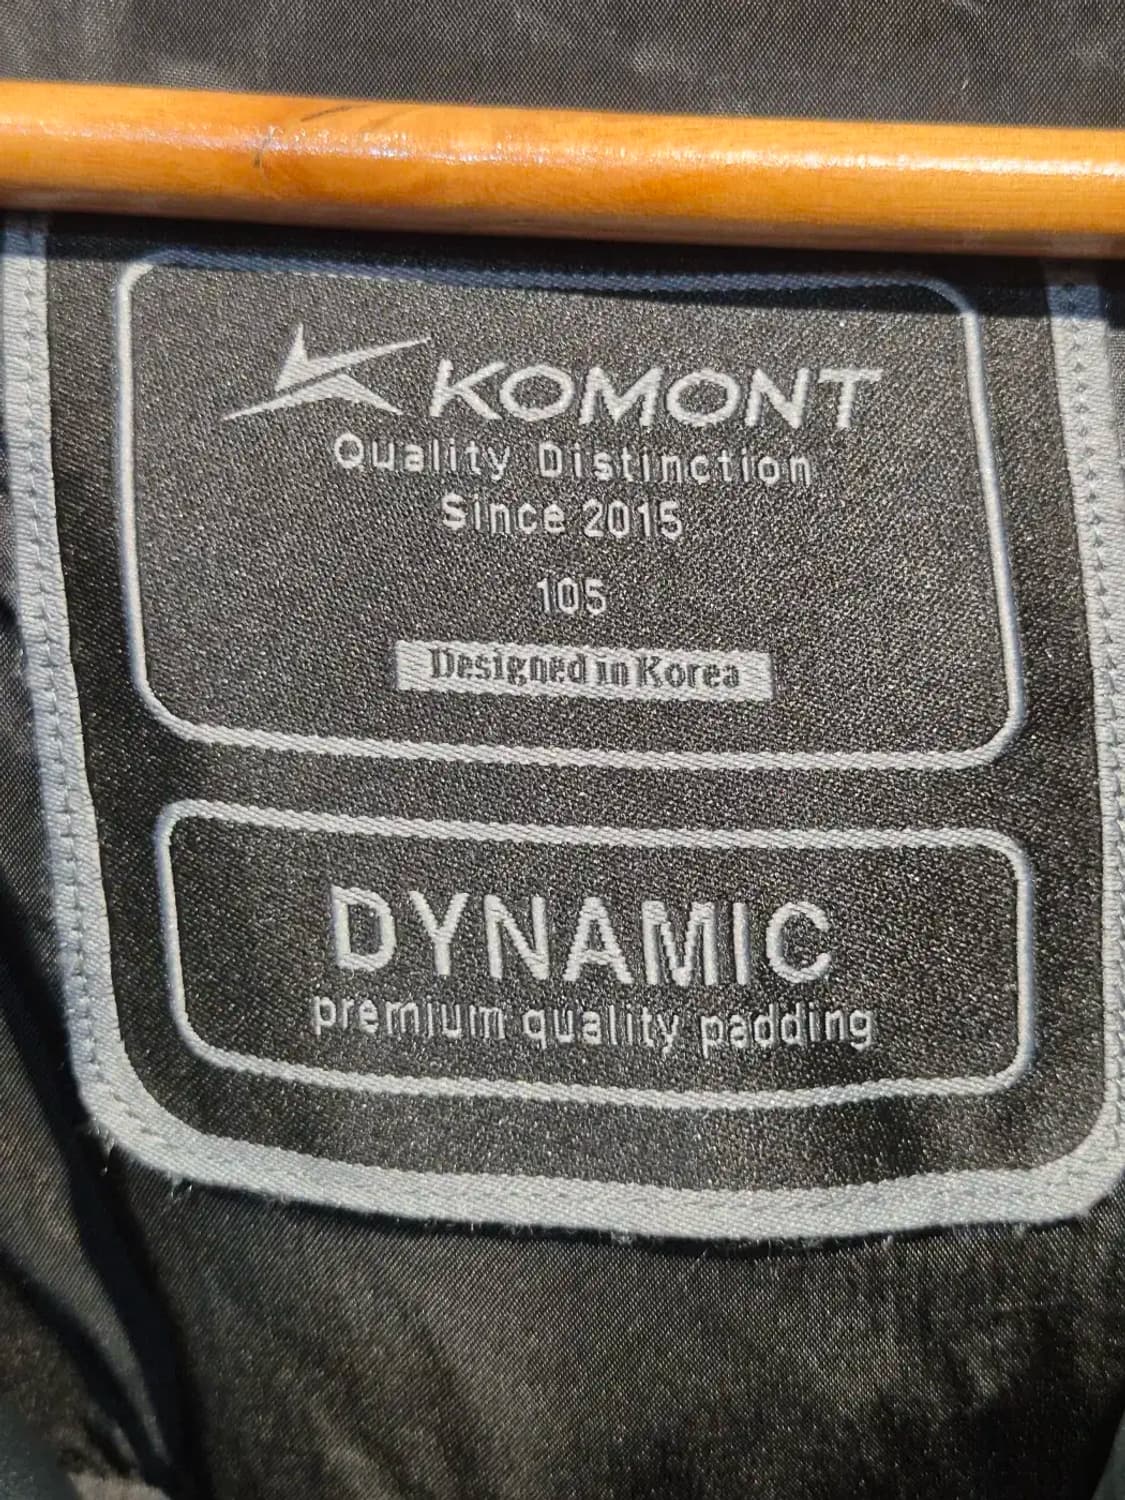 KOMONT
Quality Distinction
Since 2015
105
Designed in Korea
DYNAMIC
premium quality padding